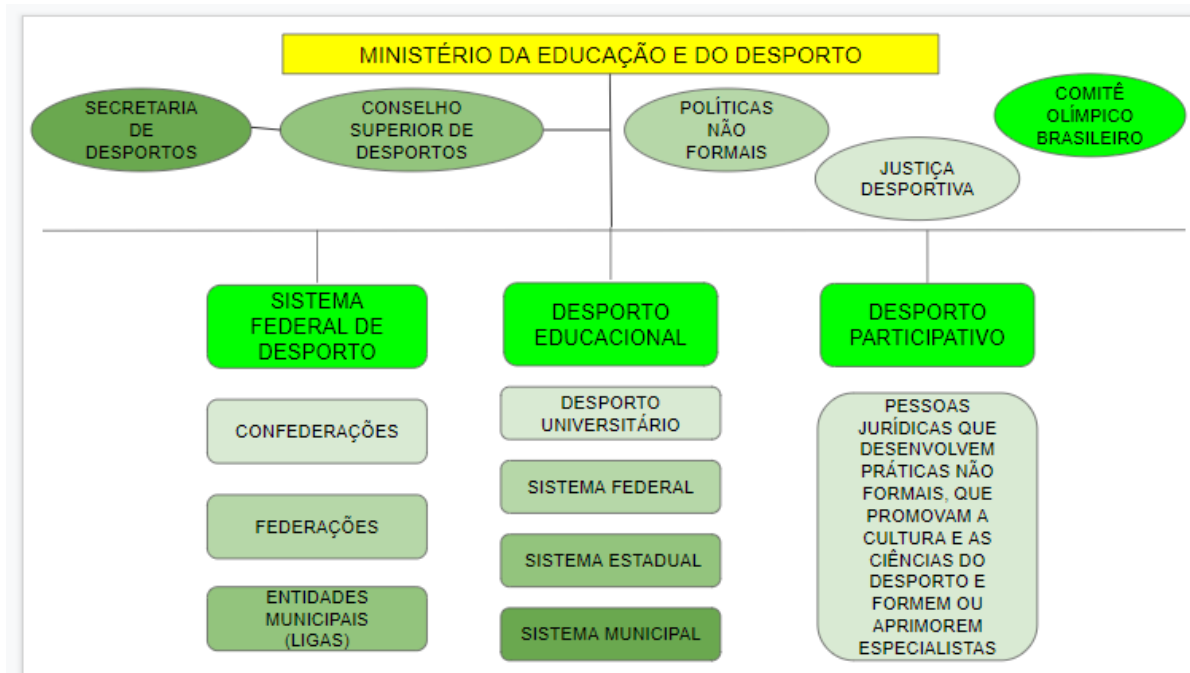 MINISTÉRIO DA EDUCAÇÃO E DO DESPORTO
SECRETARIA
DE
DESPORTOS
CONSELHO
SUPERIOR DE
DESPORTOS
POLÍTICAS
NÃO
FORMAIS
JUSTIÇA
DESPORTIVA
COMITÊ
OLÍMPICO
BRASILEIRO
SISTEMA
FEDERAL DE
DESPORTO
CONFEDERAÇÕES
FEDERAÇÕES
ENTIDADES
MUNICIPAIS
(LIGAS)
DESPORTO
EDUCACIONAL
DESPORTO
UNIVERSITÁRIO
SISTEMA FEDERAL
SISTEMA ESTADUAL
SISTEMA MUNICIPAL
DESPORTO
PARTICIPATIVO
PESSOAS
JURÍDICAS QUE
DESENVOLVEM
PRÁTICAS NÃO
FORMAIS, QUE
PROMOVAM A
CULTURA E AS
CIÊNCIAS DO
DESPORTO E
FORMEM OU
APRIMOREM
ESPECIALISTAS